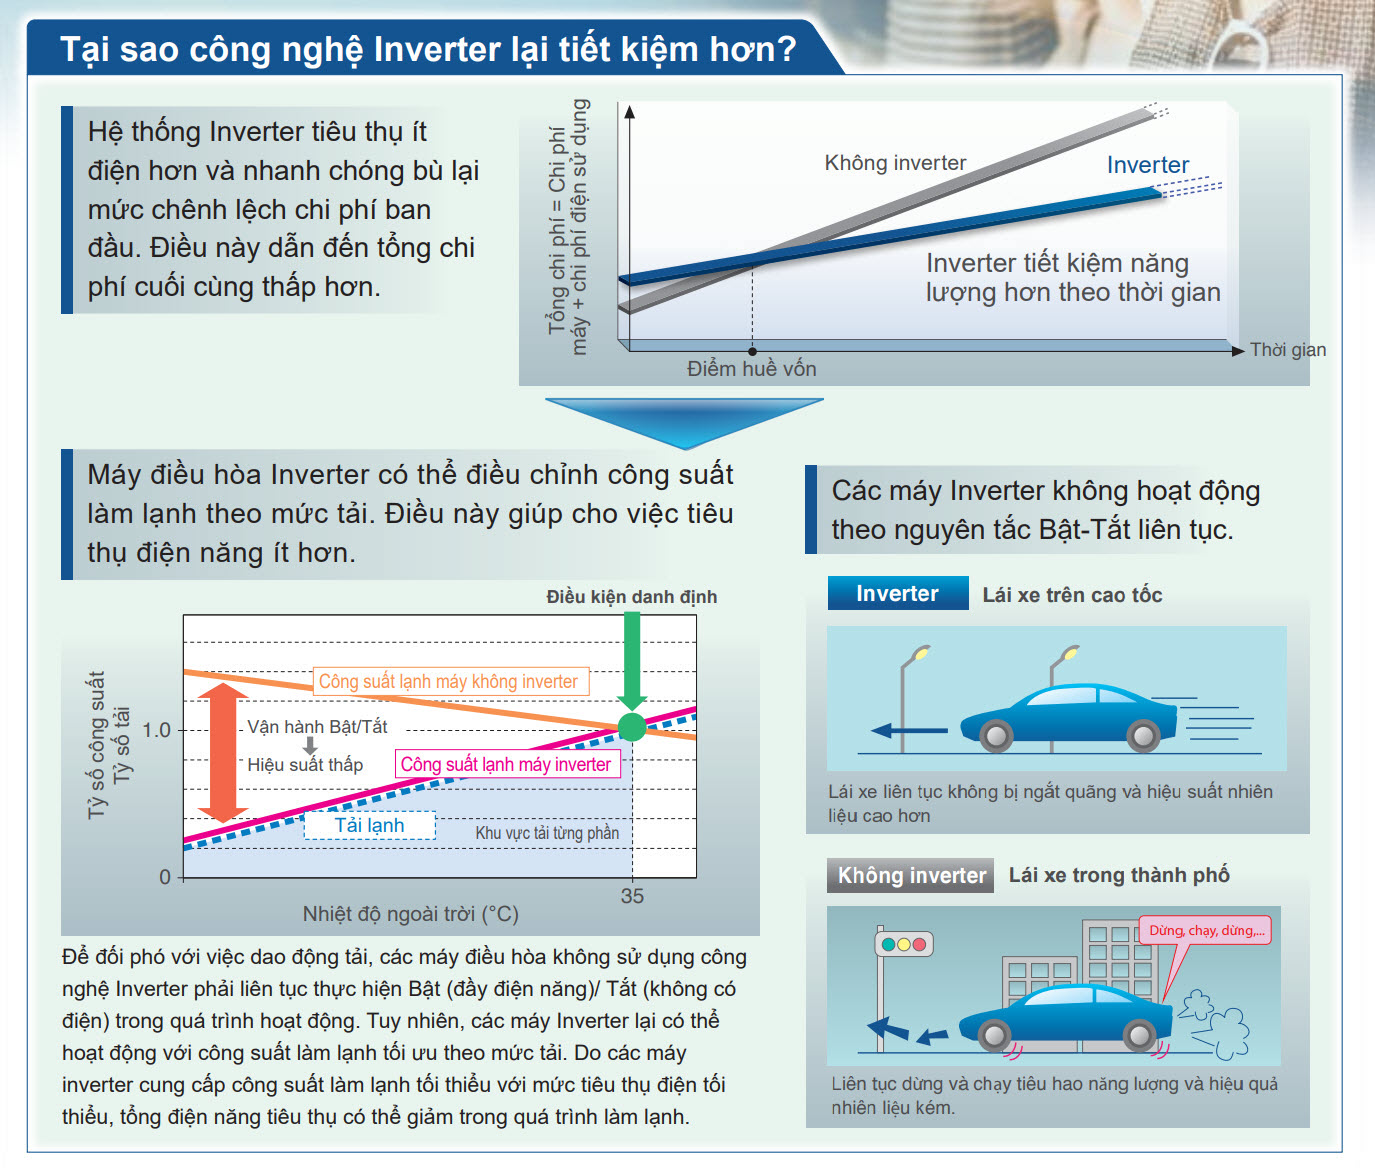 Tại sao công nghệ Inverter lại tiết kiệm hơn?
Hệ thống Inverter tiêu thụ ít
điện hơn và nhanh chóng bù lại
mức chênh lệch chi phí ban
đầu. Điều này dẫn đến tổng chi
phí cuối cùng thấp hơn.
Tổng chi phí = Chi phí
máy + chi phí điện sử dụng
Không inverter
Inverter
Inverter tiết kiệm năng
lượng hơn theo thời gian
Thời gian
Điểm huề vốn
Máy điều hòa Inverter có thể điều chỉnh công suất
làm lạnh theo mức tải. Điều này giúp cho việc tiêu
thụ điện năng ít hơn.
Điều kiện danh định
Tỷ số công suất
Tỷ số tải
Công suất lạnh máy không inverter
1.0
Vận hành Bật/Tắt
Hiệu suất thấp
Công suất lạnh máy inverter
Tải lạnh
Khu vực tải từng phần
0
35
Nhiệt độ ngoài trời (°C)
Để đối phó với việc dao động tải, các máy điều hòa không sử dụng công
nghệ Inverter phải liên tục thực hiện Bật (đầy điện năng)/ Tắt (không có
điện) trong quá trình hoạt động. Tuy nhiên, các máy Inverter lại có thể
hoạt động với công suất làm lạnh tối ưu theo mức tải. Do các máy
inverter cung cấp công suất làm lạnh tối thiểu với mức tiêu thụ điện tối
thiểu, tổng điện năng tiêu thụ có thể giảm trong quá trình làm lạnh.
Các máy Inverter không hoạt động
theo nguyên tắc Bật-Tắt liên tục.
Inverter
Lái xe trên cao tốc
Lái xe liên tục không bị ngắt quãng và hiệu suất nhiên
liệu cao hơn
Không inverter
Lái xe trong thành phố
Dừng, chạy, dừng,...
Liên tục dừng và chạy tiêu hao năng lượng và hiệu quả
nhiên liệu kém.